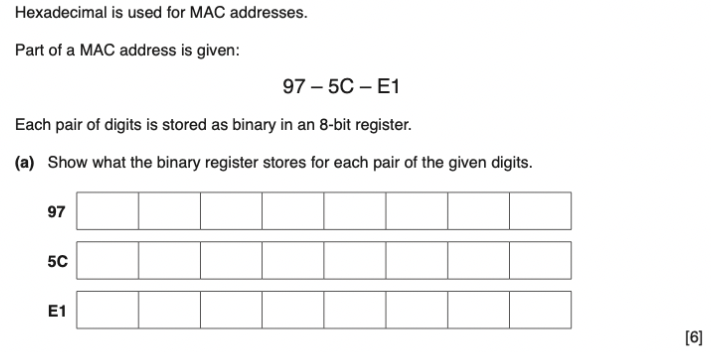 Hexadecimal is used for MAC addresses.
Part of a MAC address is given:
97 – 5C – E1
Each pair of digits is stored as binary in an 8-bit register.
(a) Show what the binary register stores for each pair of the given digits.
97
5C
E1
[6]